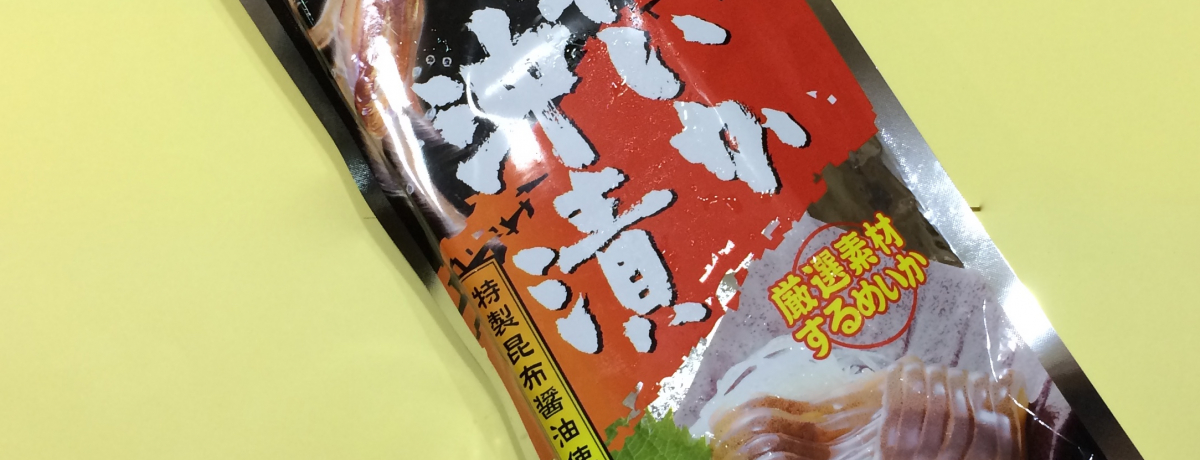 いか
沖漬
特製昆布醤油使
厳選素材
するめいか